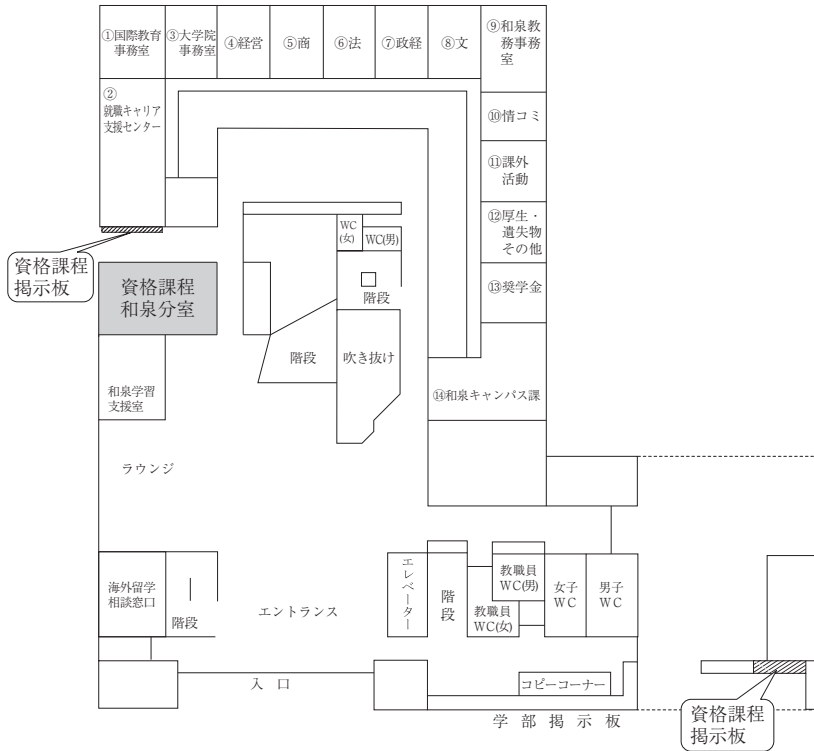 ①国際教育
事務室
③大学院
事務室
④経営
⑤商
⑥法
⑦政経
⑧文
⑨和泉教
務事務
室
②
就職キャリア
支援センター
⑩情コミ
⑪課外
活動
⑫厚生・
遺失物
その他
⑬奨学金
WC
(女)
WC(男)
階段
資格課程
掲示板
資格課程
和泉分室
階段
吹き抜け
和泉学習
支援室
⑭和泉キャンパス課
ラウンジ
海外留学
相談窓口
階段
エントランス
エレベーター
階段
教職員
WC(男)
教職員
WC(女)
女子
WC
男子
WC
入口
コピーコーナー
学部掲示板
資格課程
掲示板